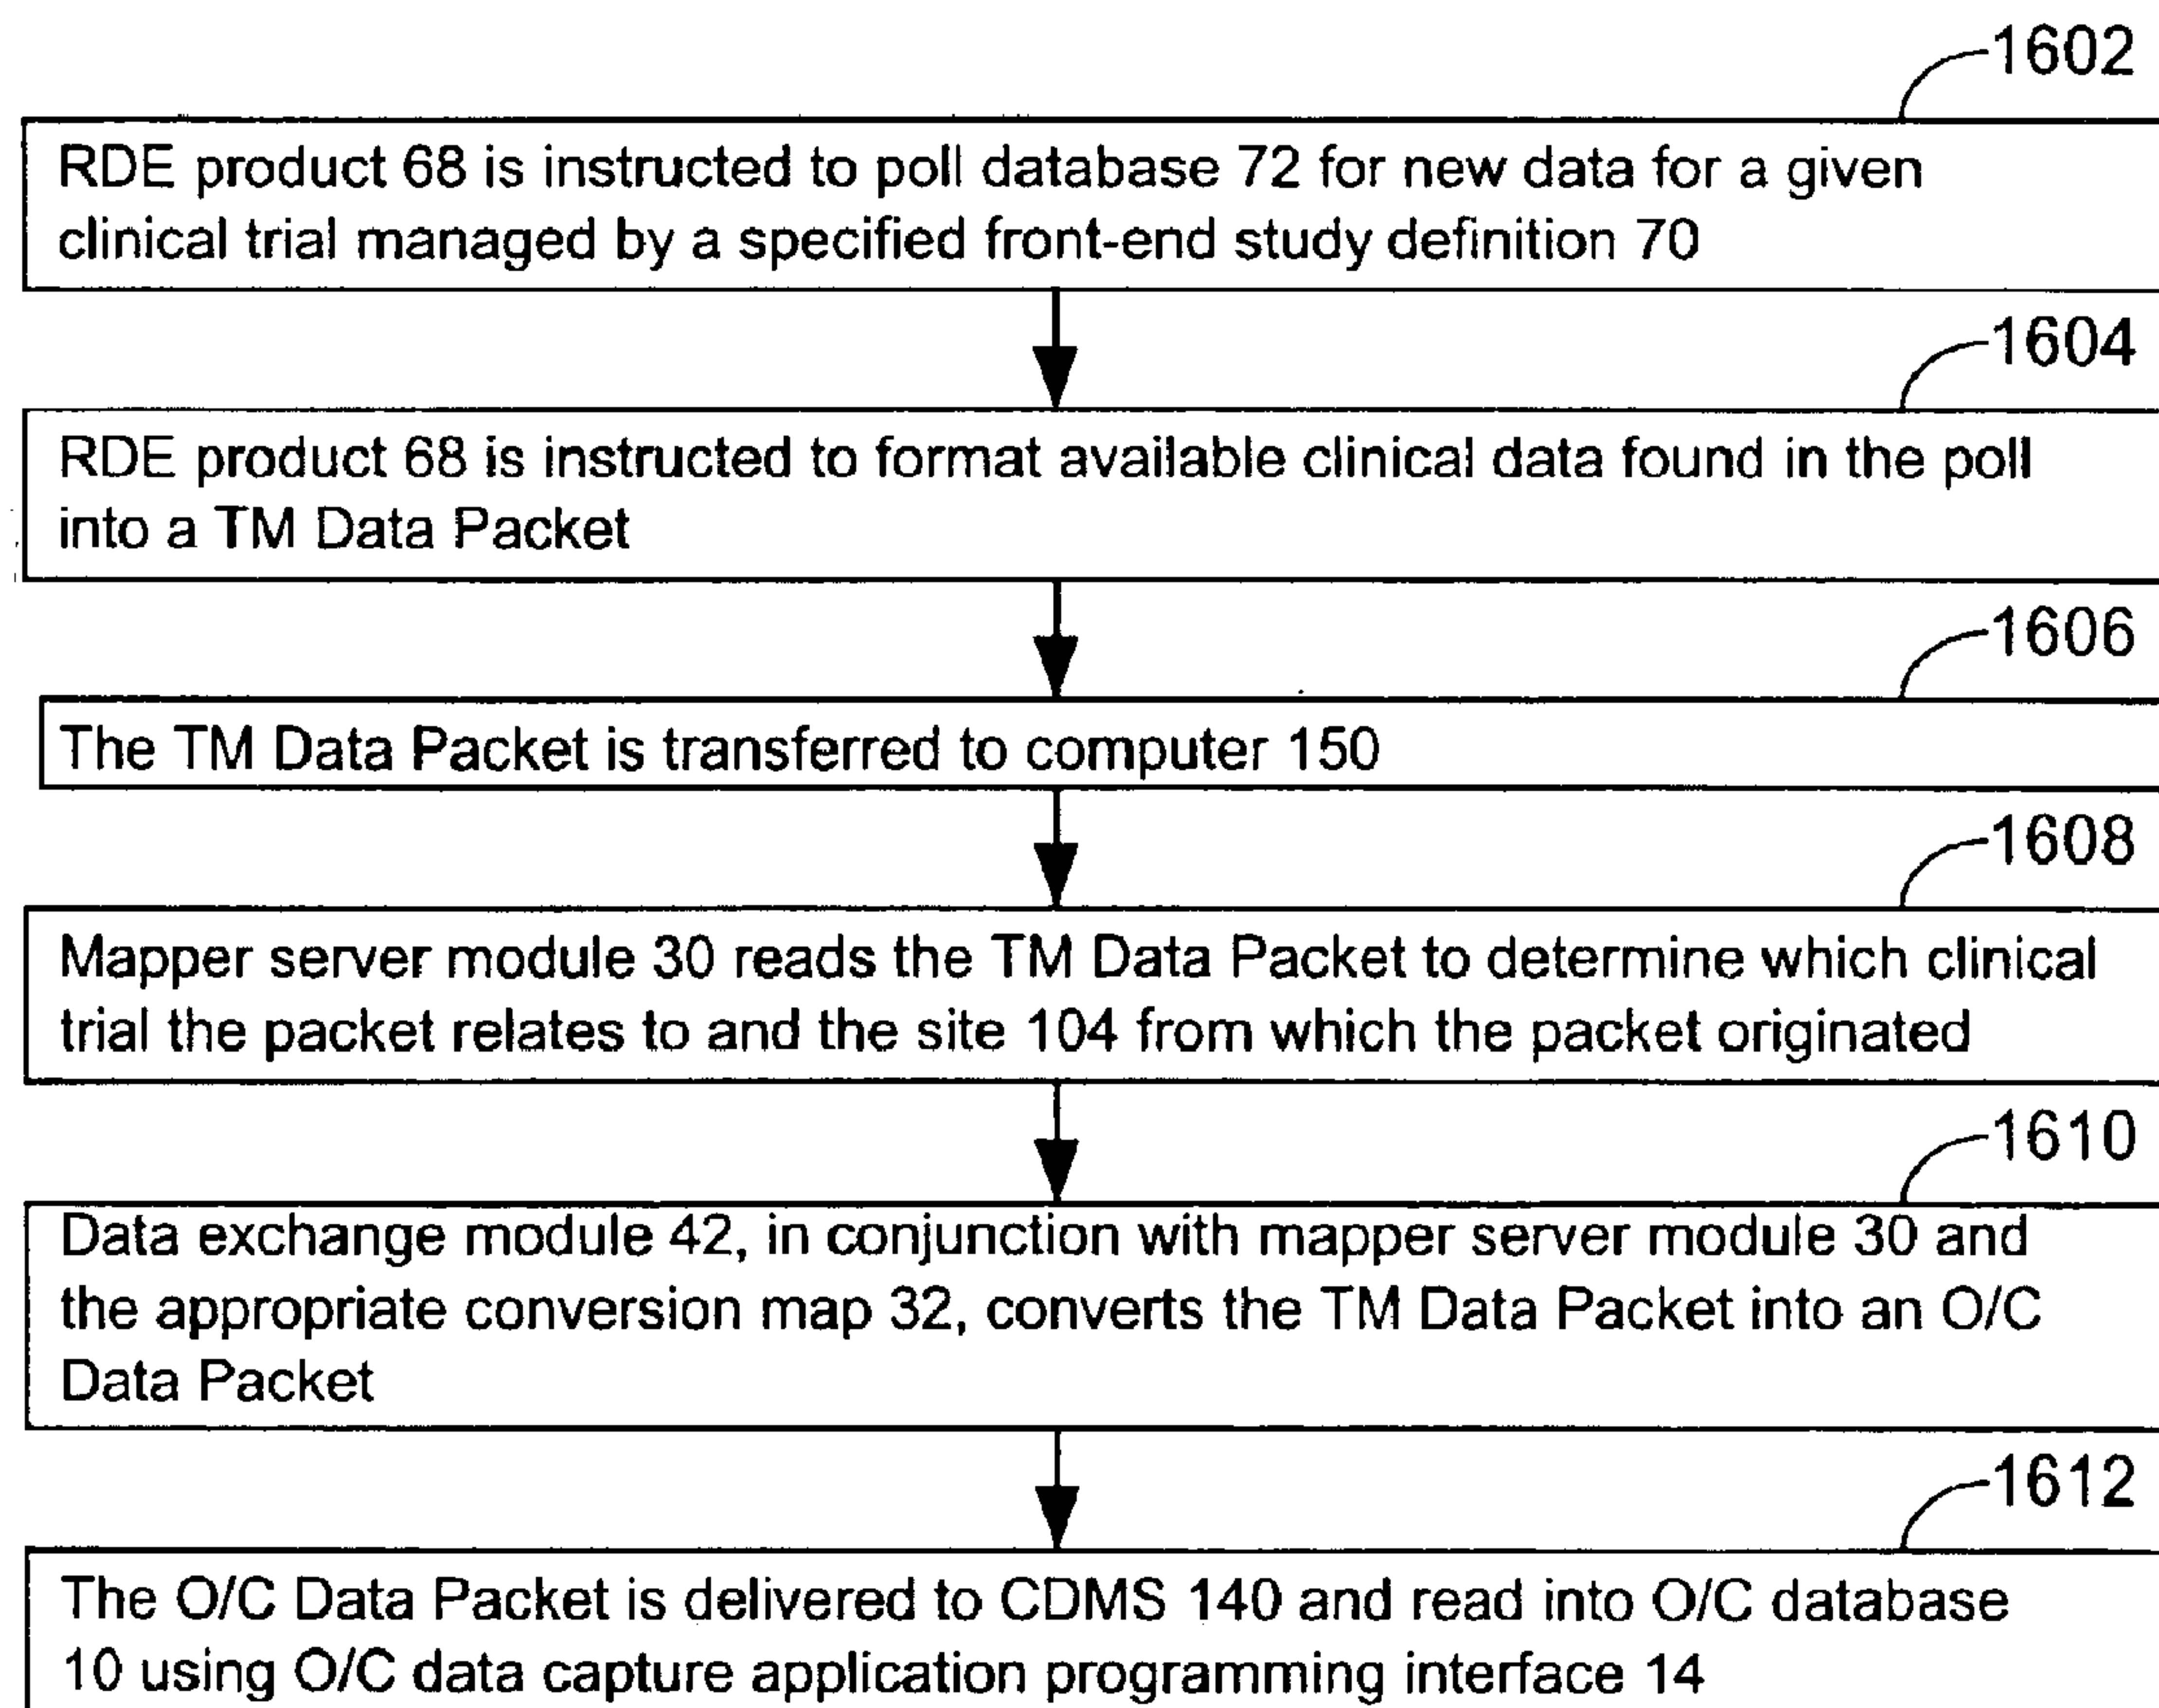 1602
RDE product 68 is instructed to poll database 72 for new data for a given
clinical trial managed by a specified front-end study definition 70
1604
RDE product 68 is instructed to format available clinical data found in the poll
into a TM Data Packet
1606
The TM Data Packet is transferred to computer 150
1608
Mapper server module 30 reads the TM Data Packet to determine which clinical
trial the packet relates to and the site 104 from which the packet originated
1610
Data exchange module 42, in conjunction with mapper server module 30 and
the appropriate conversion map 32, converts the TM Data Packet into an O/C
Data Packet
1612
The O/C Data Packet is delivered to CDMS 140 and read into O/C database
10 using O/C data capture application programming interface 14